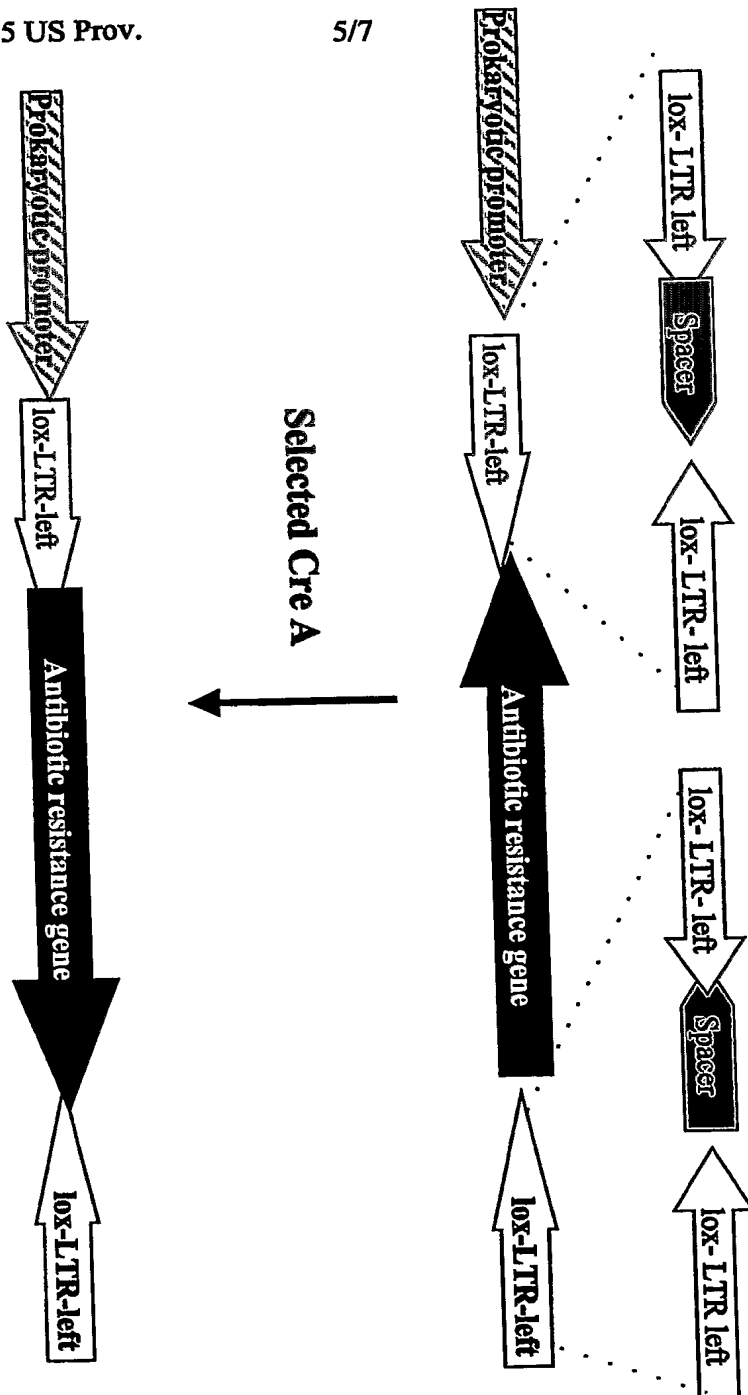 5 US Prov.
5/7
lox- LTR left
Spacer
lox- LTR- left
lox- LTR- left
Spacer
lox- LTR left
Prokaryotic promoter
lox-LTR-left
Antibiotic resistance gene
lox-LTR-left
Selected Cre A
Prokaryotic promoter
lox-LTR-left
Antibiotic resistance gene
lox-LTR-left